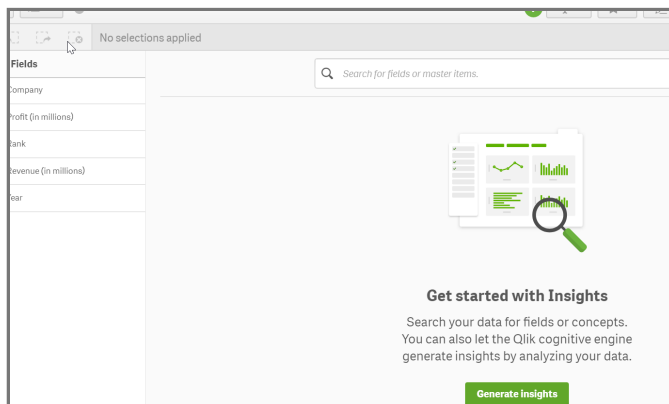 No selections applied
Fields
Search for fields or master items.
Company
Profit (in millions)
Rank
Revenue (in millions)
Year
Get started with Insights
Search your data for fields or concepts.
You can also let the Qlik cognitive engine
generate insights by analyzing your data.
Generate insights